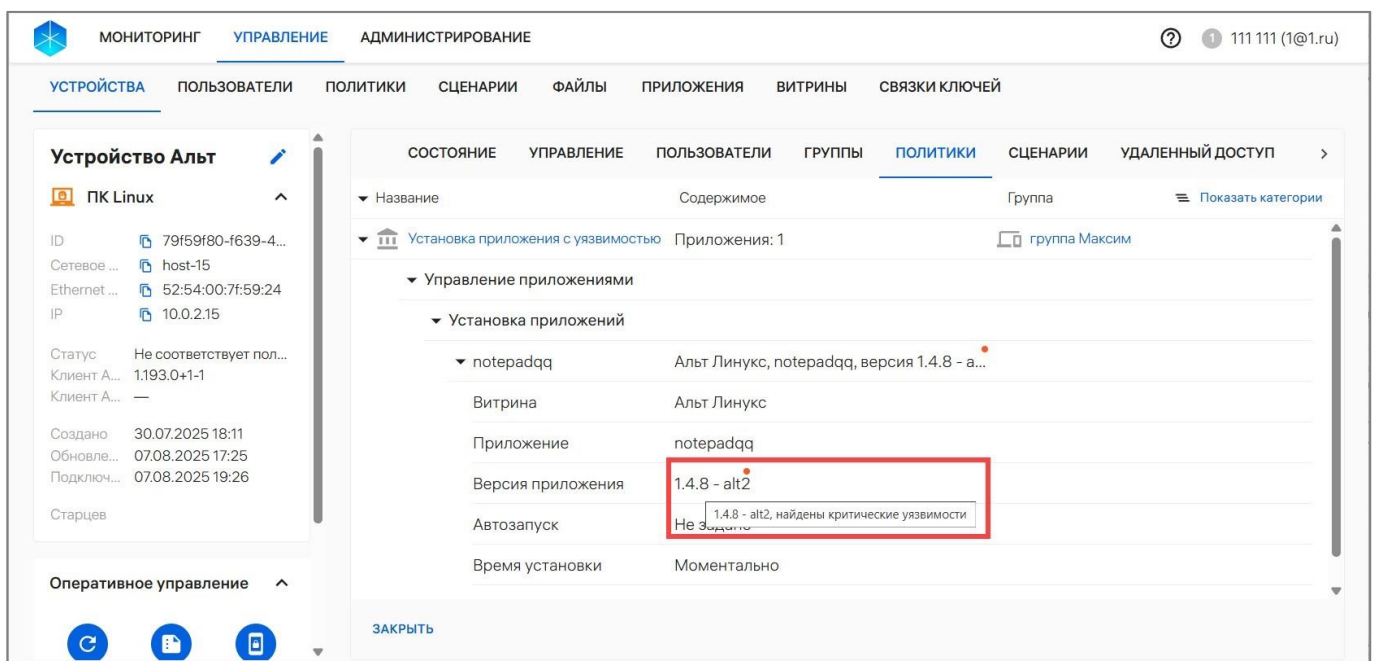 МОНИТОРИНГ УПРАВЛЕНИЕ АДМИНИСТРИРОВАНИЕ 1 111 111 (1@1.ru)
УСТРОЙСТВА ПОЛЬЗОВАТЕЛИ ПОЛИТИКИ СЦЕНАРИИ ФАЙЛЫ ПРИЛОЖЕНИЯ ВИТРИНЫ СВЯЗКИ КЛЮЧЕЙ
Устройство Альт
ПК Linux
ID 79f59f80-f639-4...
Сетевое ... host-15
Ethernet ... 52:54:00:7f:59:24
IP 10.0.2.15
Статус Не соответствует пол...
Клиент А... 1.193.0+1-1
Клиент А... —
Создано 30.07.2025 18:11
Обновле... 07.08.2025 17:25
Подключ... 07.08.2025 19:26
Старцев
Оперативное управление
СОСТОЯНИЕ УПРАВЛЕНИЕ ПОЛЬЗОВАТЕЛИ ГРУППЫ ПОЛИТИКИ СЦЕНАРИИ УДАЛЕННЫЙ ДОСТУП
Название Содержимое Группа Показать категории
Установка приложения с уязвимостью Приложения: 1 группа Максим
Управление приложениями
Установка приложений
notepadqq Альт Линукс, notepadqq, версия 1.4.8 - a...
Витрина Альт Линукс
Приложение notepadqq
Версия приложения 1.4.8 - alt2
1.4.8 - alt2, найдены критические уязвимости
Автозапуск Не задано
Время установки Моментально
ЗАКРЫТЬ